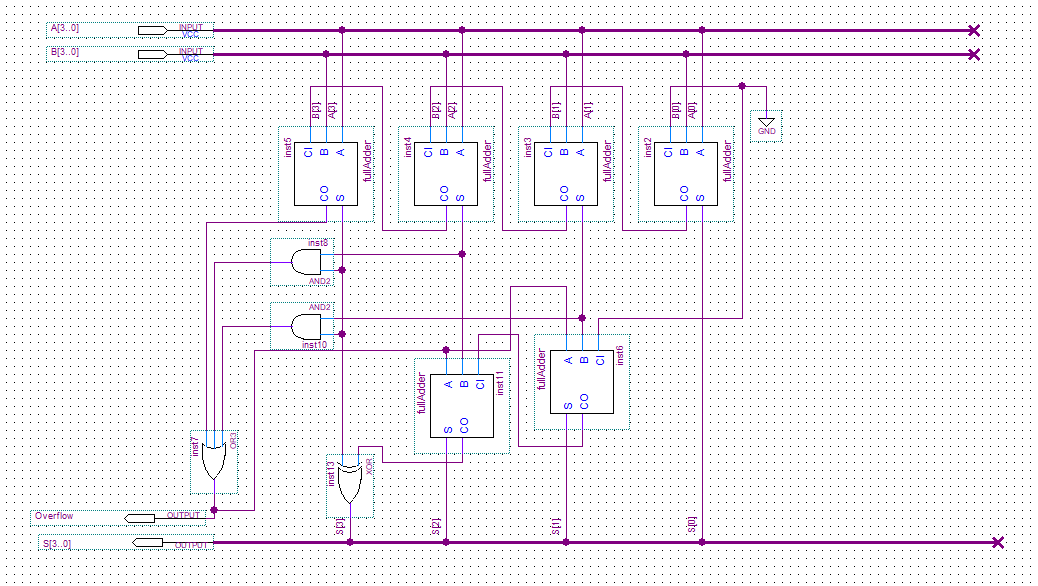 A[3..0] INPUT
VCC
B[3..0] INPUT
VCC
B[3] A[3] B[2] A[2] B[1] A[1] B[0] A[0]
GND
inst5 CI B A fullAdder
CO S
inst4 CI B A fullAdder
CO S
inst3 CI B A fullAdder
CO S
inst2 CI B A fullAdder
CO S
inst8
AND2
AND2
inst10
fullAdder A B CI inst6
S CO
fullAdder A B CI inst11
S CO
inst7 OR3
inst13 XOR
Overflow OUTPUT
S[3] S[2] S[1] S[0]
S[3..0] OUTPUT